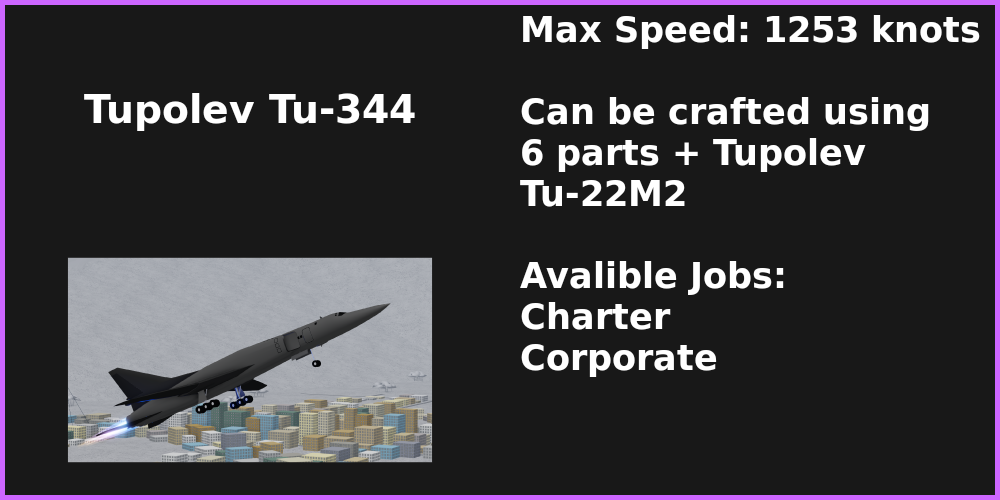 Tupolev Tu-344
Max Speed: 1253 knots
Can be crafted using
6 parts + Tupolev
Tu-22M2
Avalible Jobs:
Charter
Corporate